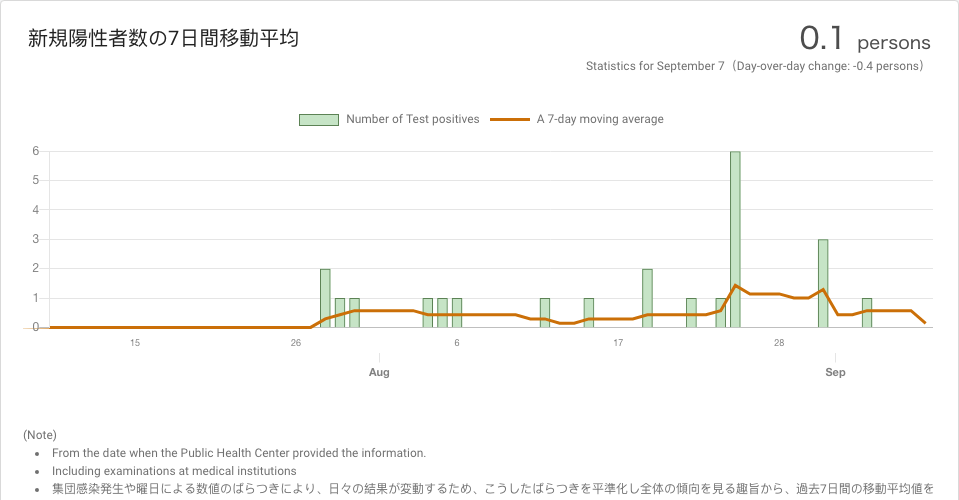 新規陽性者数の7日間移動平均
0.1 persons
Statistics for September 7（Day-over-day change: -0.4 persons）
Number of Test positives
A 7-day moving average
6
5
4
3
2
1
0
15 26 6 17 28
Aug Sep
(Note)
From the date when the Public Health Center provided the information.
Including examinations at medical institutions
集団感染発生や曜日による数値のばらつきにより、日々の結果が変動するため、こうしたばらつきを平準化し全体の傾向を見る趣旨から、過去7日間の移動平均値を